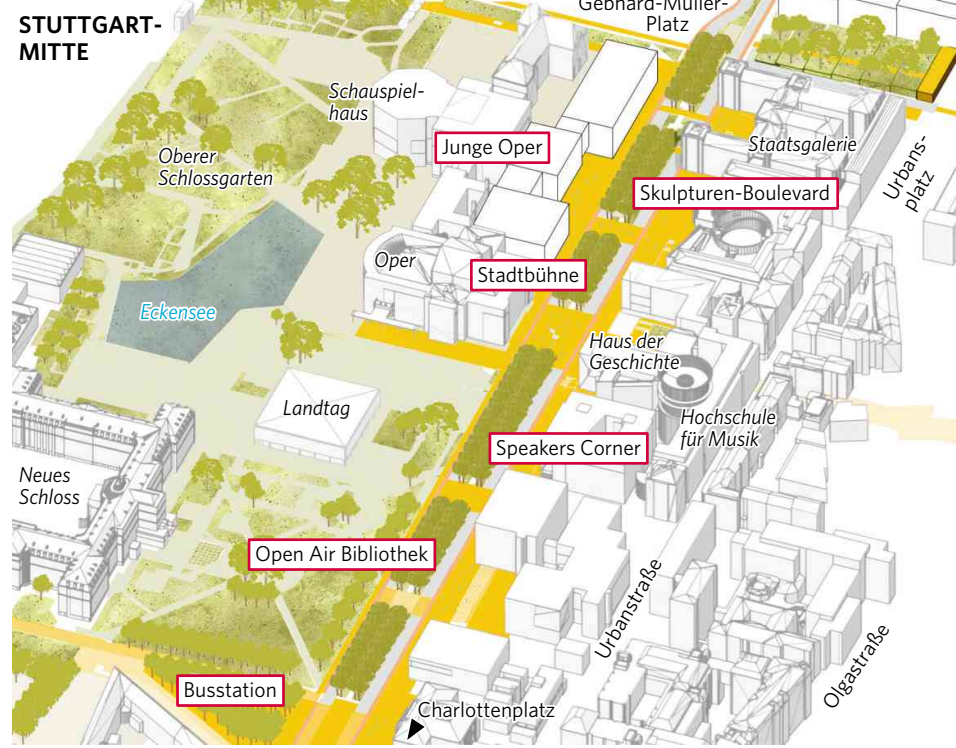 STUTTGART-
MITTE
Gebhard-Müller-
Platz
Schauspiel-
haus
Junge Oper
Staatsgalerie
Oberer
Schlossgarten
Skulpturen-Boulevard
Urbans-
platz
Oper
Stadtbühne
Eckensee
Haus der
Geschichte
Landtag
Hochschule
für Musik
Speakers Corner
Neues
Schloss
Open Air Bibliothek
Urbanstraße
Olgastraße
Busstation
Charlottenplatz